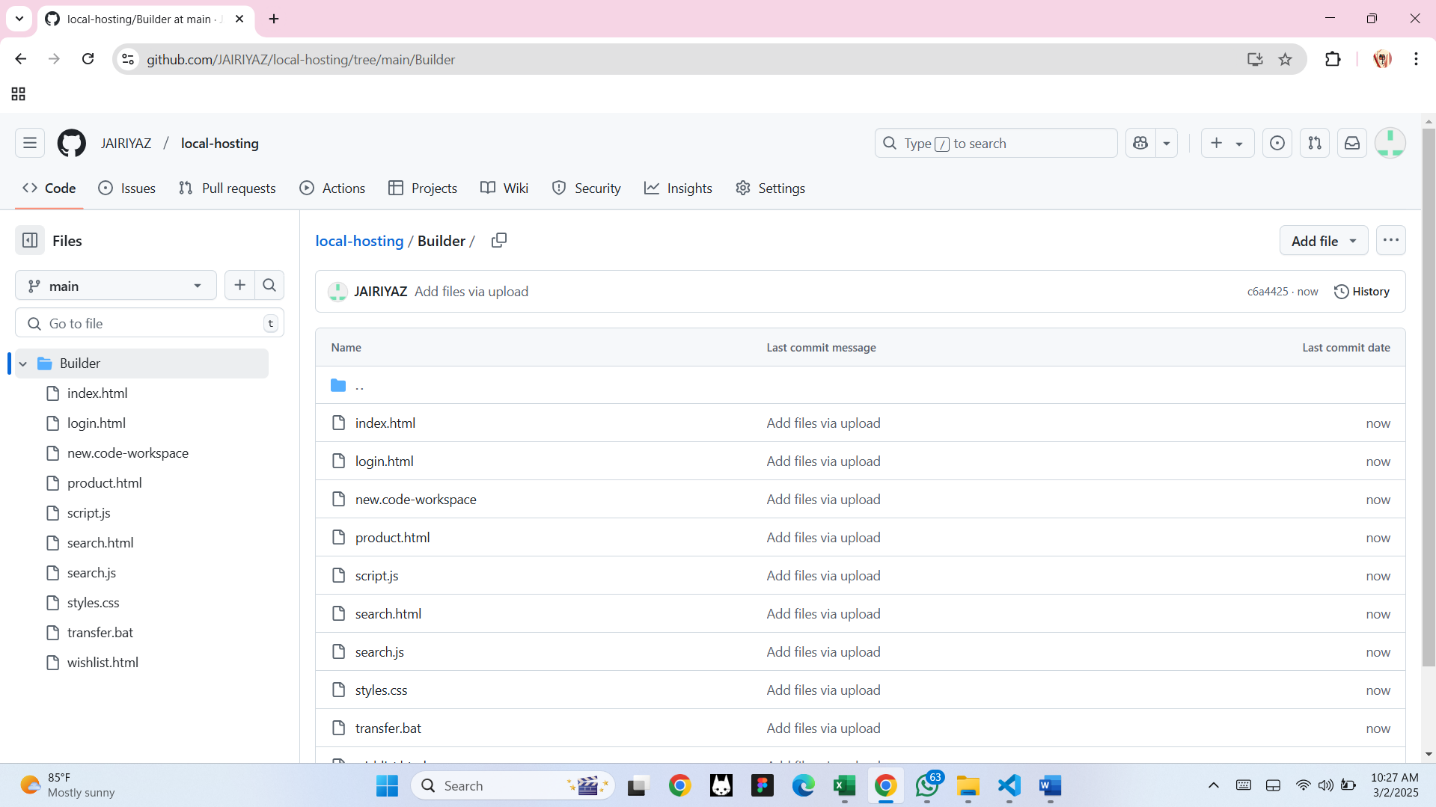 local-hosting/Builder at main ·
github.com/JAIRIYAZ/local-hosting/tree/main/Builder
JAIRIYAZ / local-hosting
Type / to search
Code Issues Pull requests Actions Projects Wiki Security Insights Settings
Files
main
Go to file t
Builder
index.html
login.html
new.code-workspace
product.html
script.js
search.html
search.js
styles.css
transfer.bat
wishlist.html
local-hosting / Builder /
Add file
JAIRIYAZ Add files via upload c6a4425 · now History
Name Last commit message Last commit date
..
index.html Add files via upload now
login.html Add files via upload now
new.code-workspace Add files via upload now
product.html Add files via upload now
script.js Add files via upload now
search.html Add files via upload now
search.js Add files via upload now
styles.css Add files via upload now
transfer.bat Add files via upload now
85°F
Mostly sunny
Search
63
10:27 AM
3/2/2025